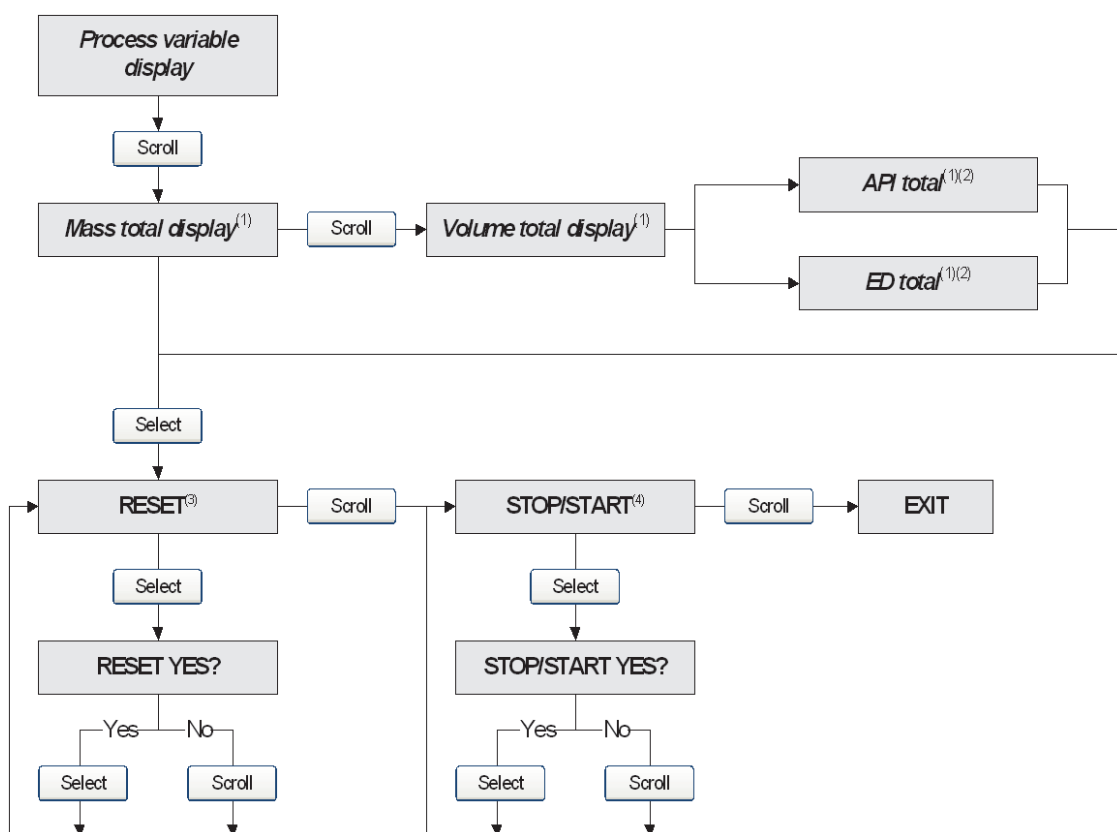 Process variable
display
Scroll
Mass total display(1)
Scroll
Volume total display(1)
API total(1)(2)
ED total(1)(2)
Select
RESET(3)
Scroll
STOP/START(4)
Scroll
EXIT
Select
Select
RESET YES?
STOP/START YES?
Yes No
Yes No
Select
Scroll
Select
Scroll